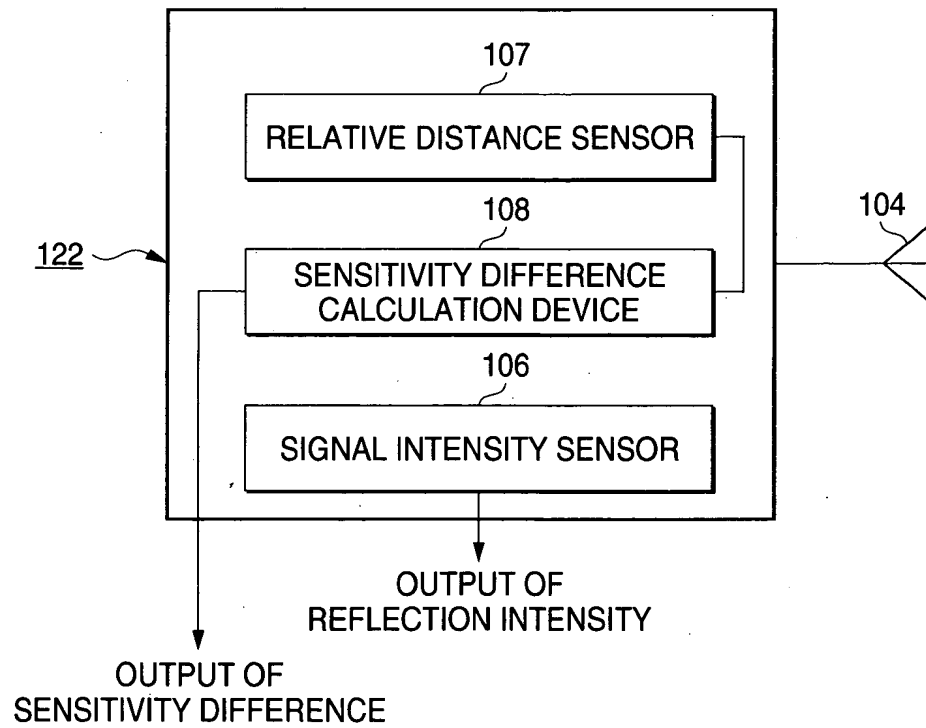 107
RELATIVE DISTANCE SENSOR
108
SENSITIVITY DIFFERENCE
CALCULATION DEVICE
106
SIGNAL INTENSITY SENSOR
122
104
OUTPUT OF
REFLECTION INTENSITY
OUTPUT OF
SENSITIVITY DIFFERENCE